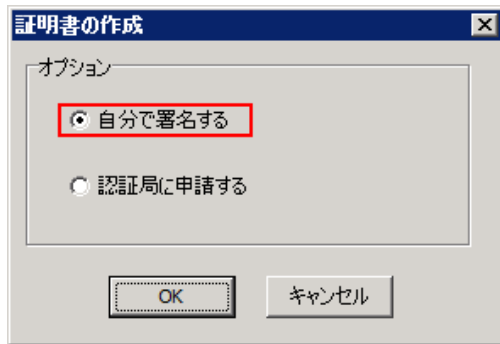 証明書の作成
オプション
自分で署名する
認証局に申請する
OK
キャンセル